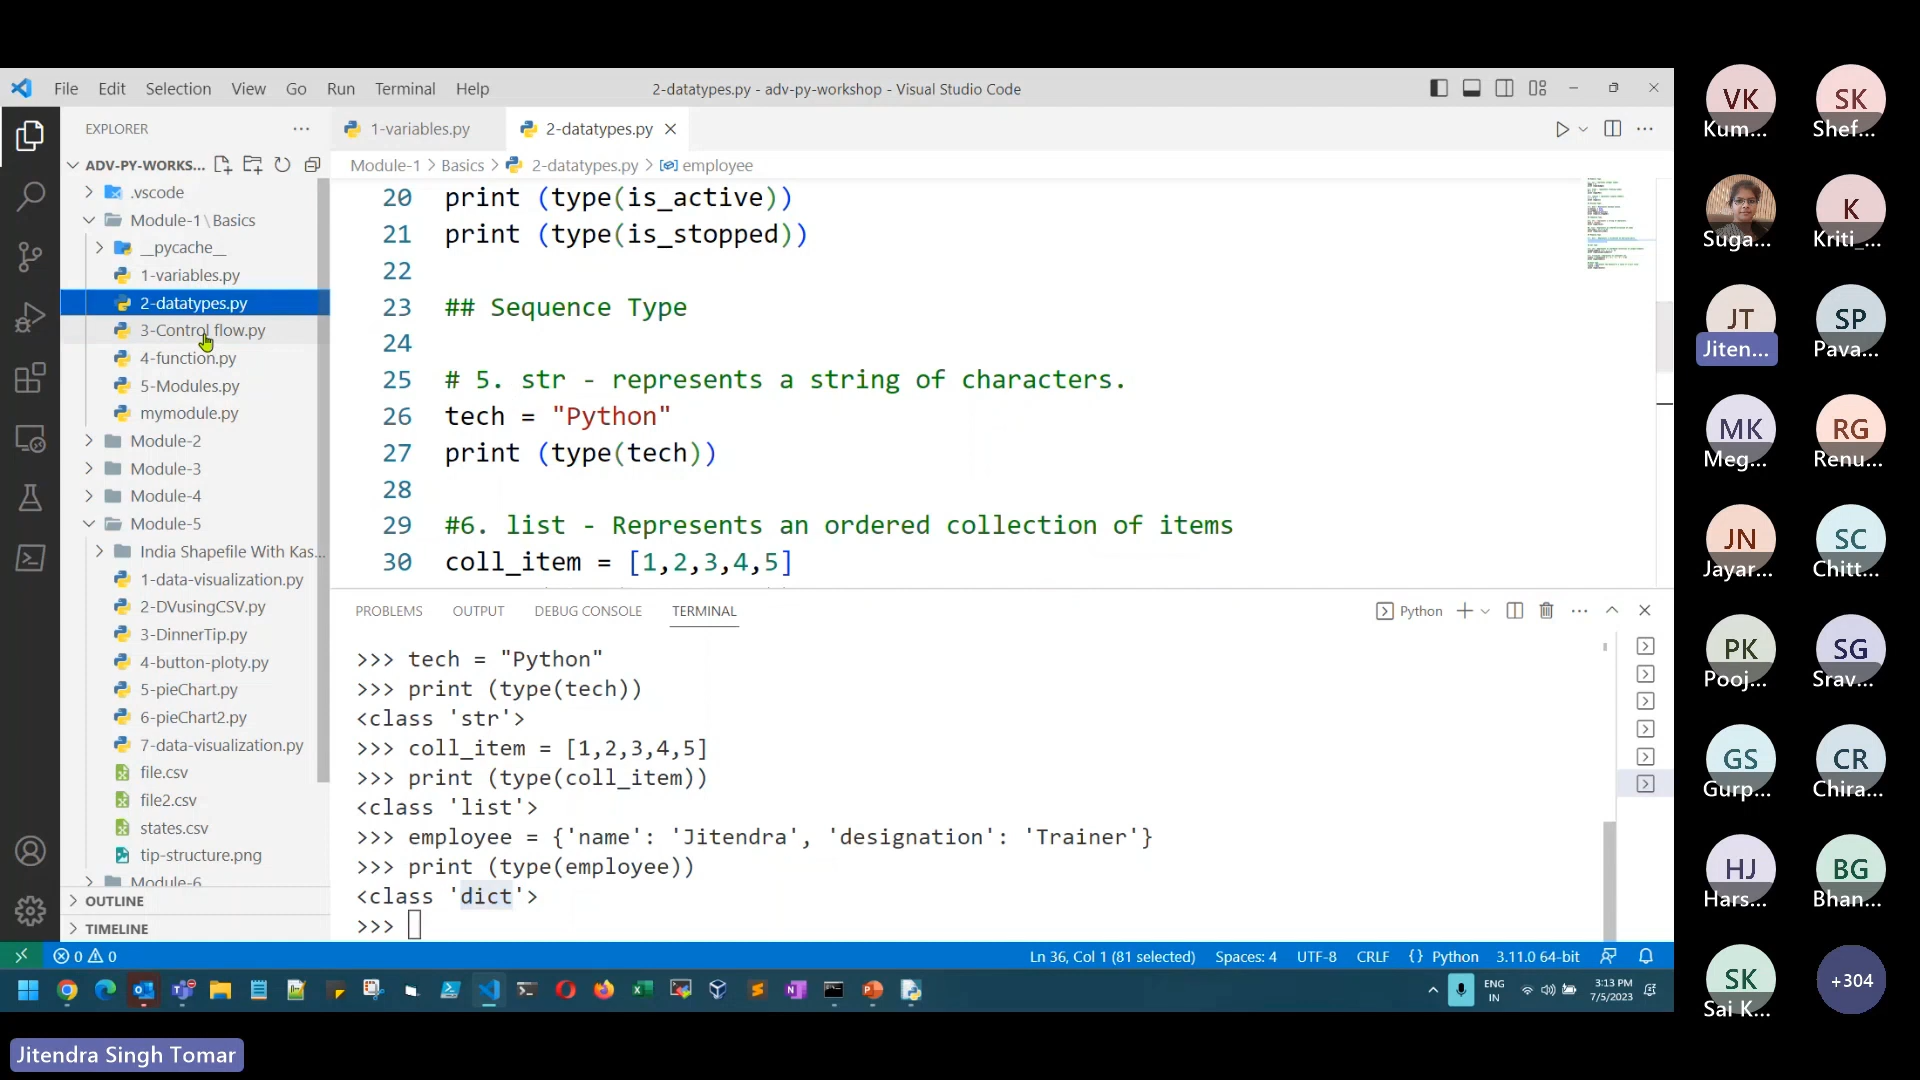 File Edit Selection View Go Run Terminal Help
2-datatypes.py - adv-py-workshop - Visual Studio Code
EXPLORER
ADV-PY-WORKS...
.vscode
Module-1\Basics
__pycache__
1-variables.py
2-datatypes.py
3-Control flow.py
4-function.py
5-Modules.py
mymodule.py
Module-2
Module-3
Module-4
Module-5
India Shapefile With Kas...
1-data-visualization.py
2-DVusingCSV.py
3-DinnerTip.py
4-button-ploty.py
5-pieChart.py
6-pieChart2.py
7-data-visualization.py
file.csv
file2.csv
states.csv
tip-structure.png
Module-6
OUTLINE
TIMELINE
1-variables.py
2-datatypes.py
Module-1 > Basics > 2-datatypes.py > employee
20 print (type(is_active))
21 print (type(is_stopped))
22
23 ## Sequence Type
24
25 # 5. str - represents a string of characters.
26 tech = "Python"
27 print (type(tech))
28
29 #6. list - Represents an ordered collection of items
30 coll_item = [1,2,3,4,5]
PROBLEMS OUTPUT DEBUG CONSOLE TERMINAL
Python
>>> tech = "Python"
>>> print (type(tech))
<class 'str'>
>>> coll_item = [1,2,3,4,5]
>>> print (type(coll_item))
<class 'list'>
>>> employee = {'name': 'Jitendra', 'designation': 'Trainer'}
>>> print (type(employee))
<class 'dict'>
>>>
0 0
Ln 36, Col 1 (81 selected) Spaces: 4 UTF-8 CRLF {} Python 3.11.0 64-bit
ENG
IN
3:13 PM
7/5/2023
Jitendra Singh Tomar
VK
Kum...
SK
Shef...
Suga...
K
Kriti_...
JT
Jiten...
SP
Pava...
MK
Meg...
RG
Renu...
JN
Jayar...
SC
Chitt...
PK
Pooj...
SG
Srav...
GS
Gurp...
CR
Chira...
HJ
Hars...
BG
Bhan...
SK
Sai K...
+304